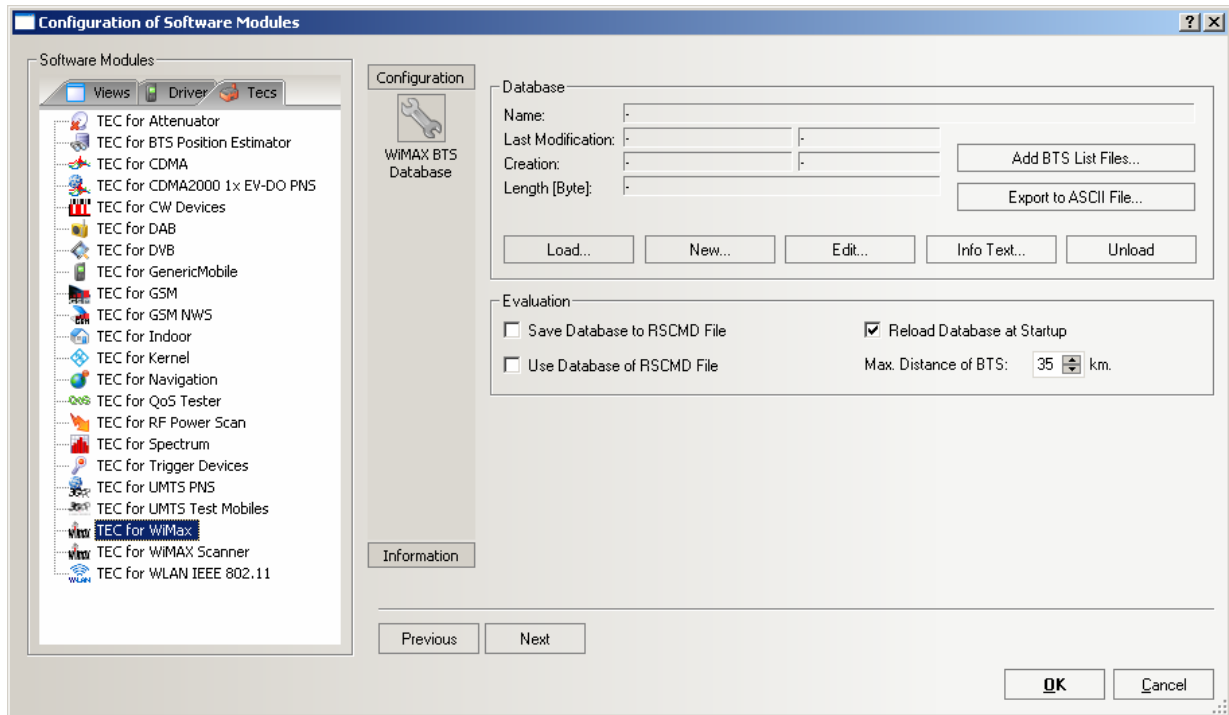 Configuration of Software Modules
Software Modules
Views Driver Tecs
TEC for Attenuator
TEC for BTS Position Estimator
TEC for CDMA
TEC for CDMA2000 1x EV-DO PNS
TEC for CW Devices
TEC for DAB
TEC for DVB
TEC for GenericMobile
TEC for GSM
TEC for GSM NWS
TEC for Indoor
TEC for Kernel
TEC for Navigation
TEC for QoS Tester
TEC for RF Power Scan
TEC for Spectrum
TEC for Trigger Devices
TEC for UMTS PNS
TEC for UMTS Test Mobiles
TEC for WiMax
TEC for WiMAX Scanner
TEC for WLAN IEEE 802.11
Configuration
WiMAX BTS
Database
Information
Database
Name: -
Last Modification: - -
Creation: - -
Length [Byte]: -
Add BTS List Files...
Export to ASCII File...
Load... New... Edit... Info Text... Unload
Evaluation
Save Database to RSCMD File
Reload Database at Startup
Use Database of RSCMD File
Max. Distance of BTS: 35 km.
Previous Next
OK Cancel